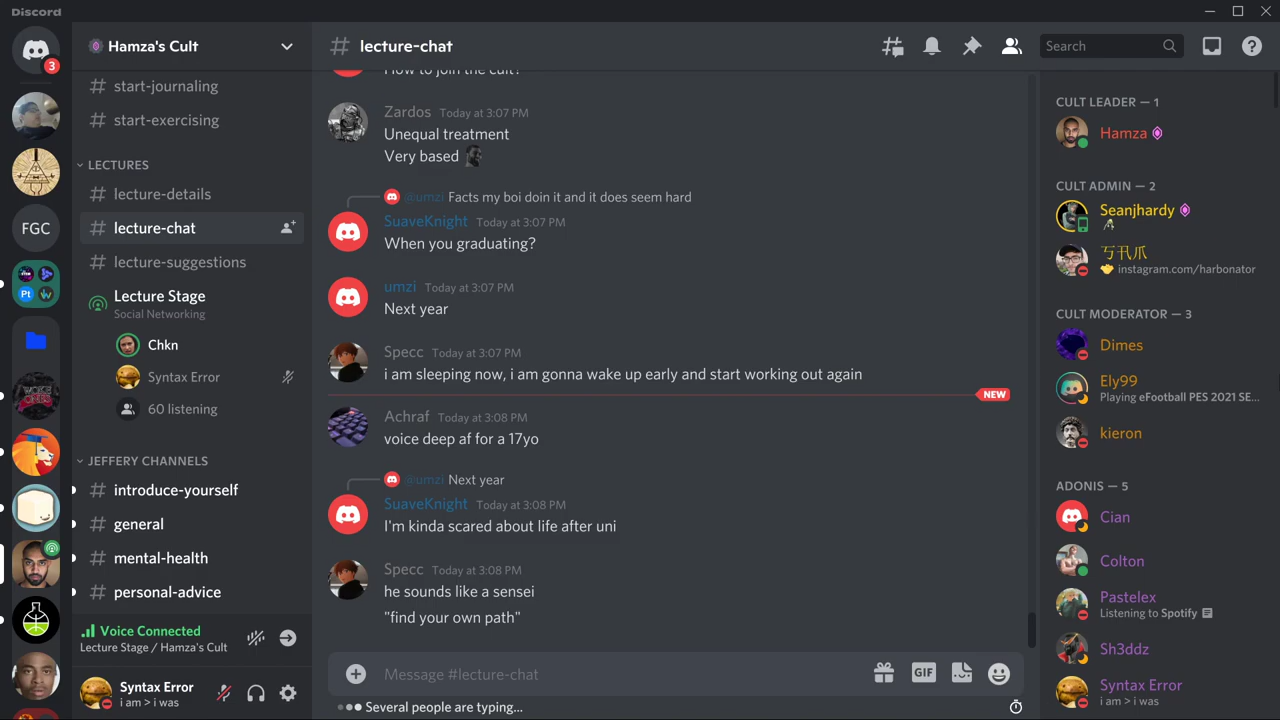 Discord
3
FGC
Pt
Hamza's Cult
start-journaling
start-exercising
LECTURES
lecture-details
lecture-chat
lecture-suggestions
Lecture Stage
Social Networking
Chkn
Syntax Error
60 listening
JEFFERY CHANNELS
introduce-yourself
general
mental-health
personal-advice
Voice Connected
Lecture Stage / Hamza's Cult
Syntax Error
i am > i was
# lecture-chat
Search
How to join the cult?
Zardos Today at 3:07 PM
Unequal treatment
Very based
@umzi Facts my boi doin it and it does seem hard
SuaveKnight Today at 3:07 PM
When you graduating?
umzi Today at 3:07 PM
Next year
Specc Today at 3:07 PM
i am sleeping now, i am gonna wake up early and start working out again
NEW
Achraf Today at 3:08 PM
voice deep af for a 17yo
@umzi Next year
SuaveKnight Today at 3:08 PM
I'm kinda scared about life after uni
Specc Today at 3:08 PM
he sounds like a sensei
"find your own path"
Message #lecture-chat
GIF
Several people are typing...
CULT LEADER — 1
Hamza
CULT ADMIN — 2
Seanjhardy
instagram.com/harbonator
CULT MODERATOR — 3
Dimes
Ely99
Playing eFootball PES 2021 SE...
kieron
ADONIS — 5
Cian
Colton
Pastelex
Listening to Spotify
Sh3ddz
Syntax Error
i am > i was